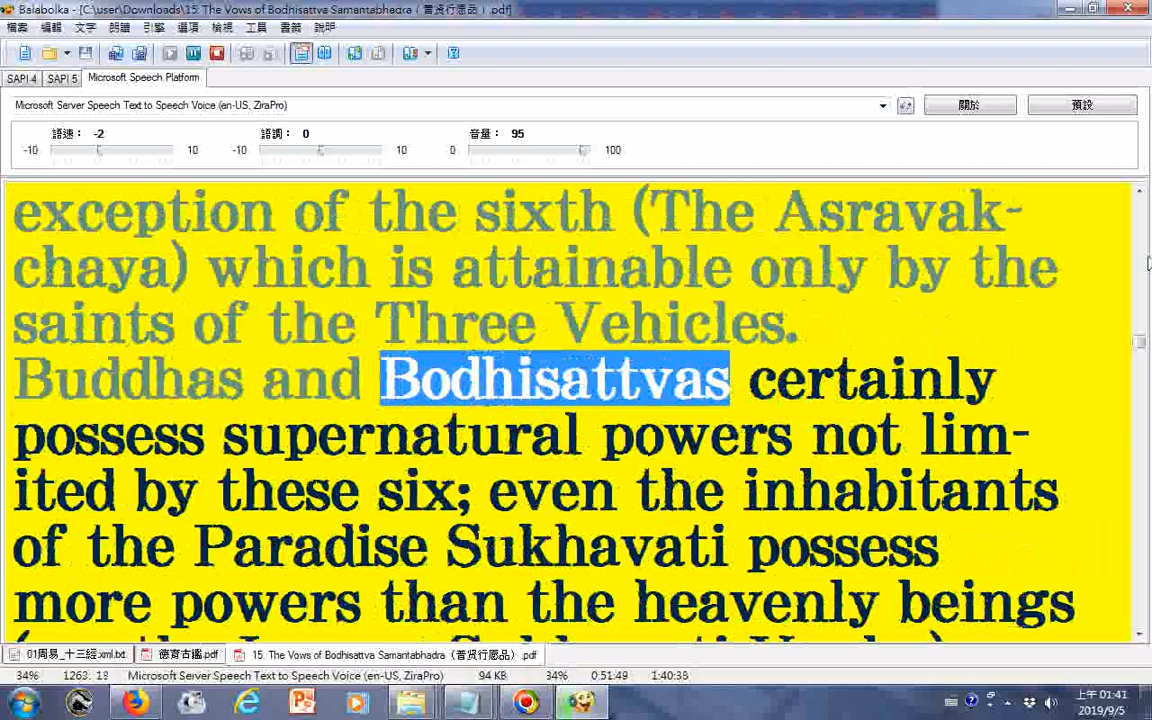 Balabolka - [C:\user\Downloads\15. The Vows of Bodhisattva Samantabhadra (普賢行愿品).pdf]
檔案 編輯 文字 朗讀 引擎 選項 檢視 工具 書籤 說明
SAPI 4 SAPI 5 Microsoft Speech Platform
Microsoft Server Speech Text to Speech Voice (en-US, ZiraPro) 關於 預設
語速： -2 語調： 0 音量： 95
-10 10 -10 10 0 100
exception of the sixth (The Asravak-
chaya) which is attainable only by the
saints of the Three Vehicles.
Buddhas and Bodhisattvas certainly
possess supernatural powers not lim-
ited by these six; even the inhabitants
of the Paradise Sukhavati possess
more powers than the heavenly beings
01周易_十三經.xml.txt 德育古鑑.pdf 15. The Vows of Bodhisattva Samantabhadra (普賢行愿品).pdf
34% 1263: 13 Microsoft Server Speech Text to Speech Voice (en-US, ZiraPro) 94 KB 34% 0:51:49 1:40:38
上午 01:41
2019/9/5